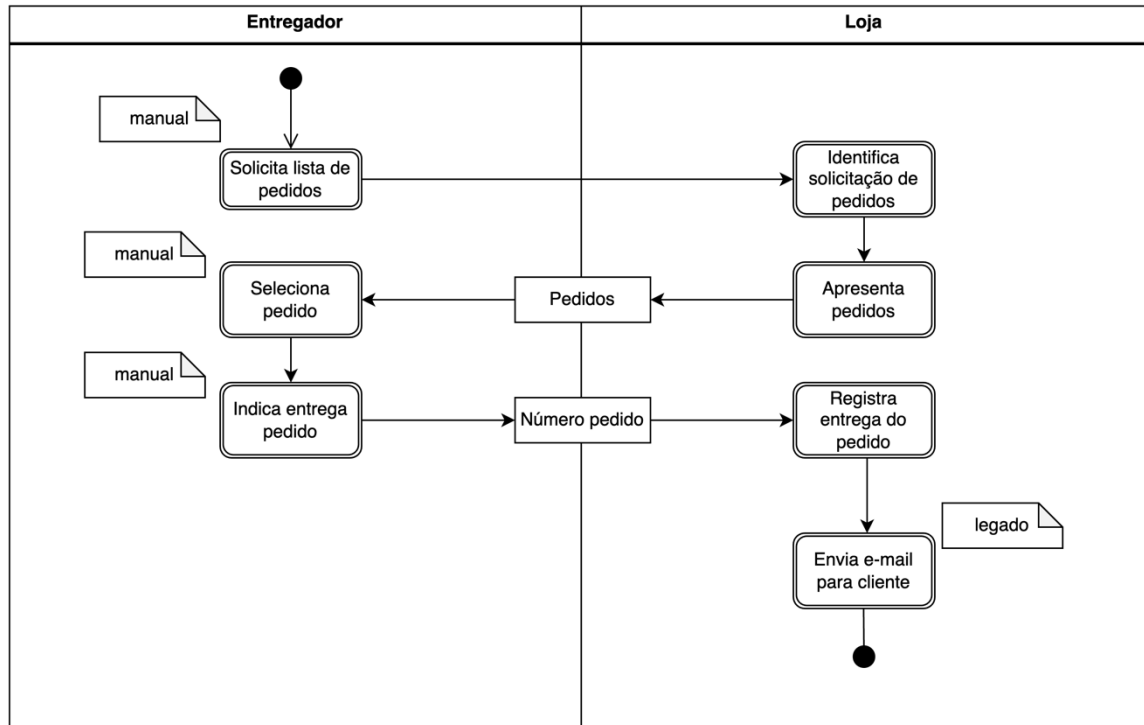 Entregador
Loja
manual
Solicita lista de
pedidos
Identifica
solicitação de
pedidos
manual
Seleciona
pedido
Pedidos
Apresenta
pedidos
manual
Indica entrega
pedido
Número pedido
Registra
entrega do
pedido
legado
Envia e-mail
para cliente